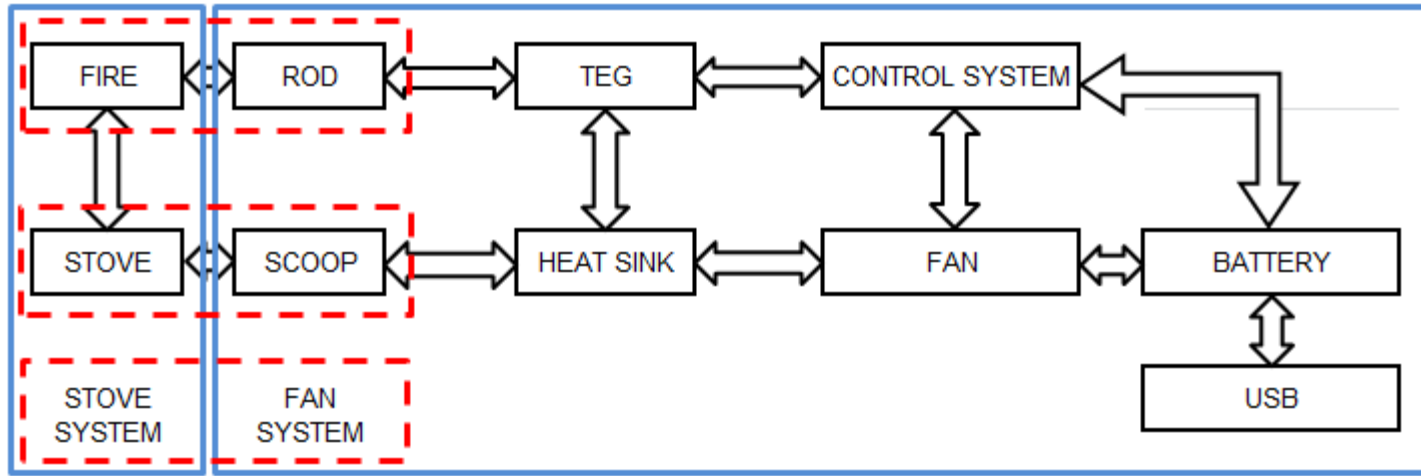 FIRE
ROD
TEG
CONTROL SYSTEM
STOVE
SCOOP
HEAT SINK
FAN
BATTERY
STOVE
SYSTEM
FAN
SYSTEM
USB